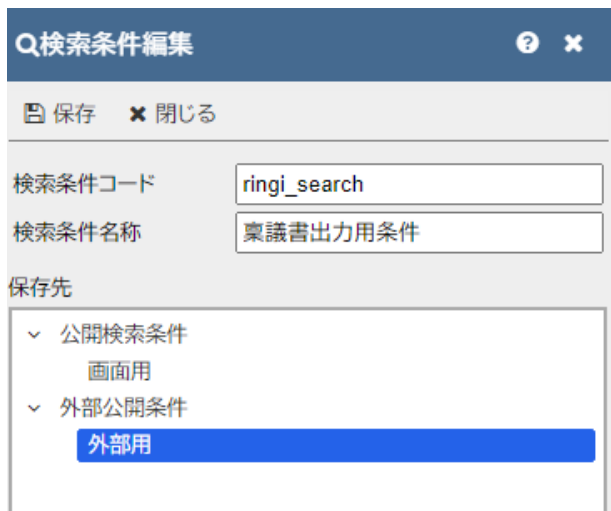 検索条件編集
保存 閉じる
検索条件コード ringi_search
検索条件名称 稟議書出力用条件
保存先
公開検索条件
画面用
外部公開条件
外部用